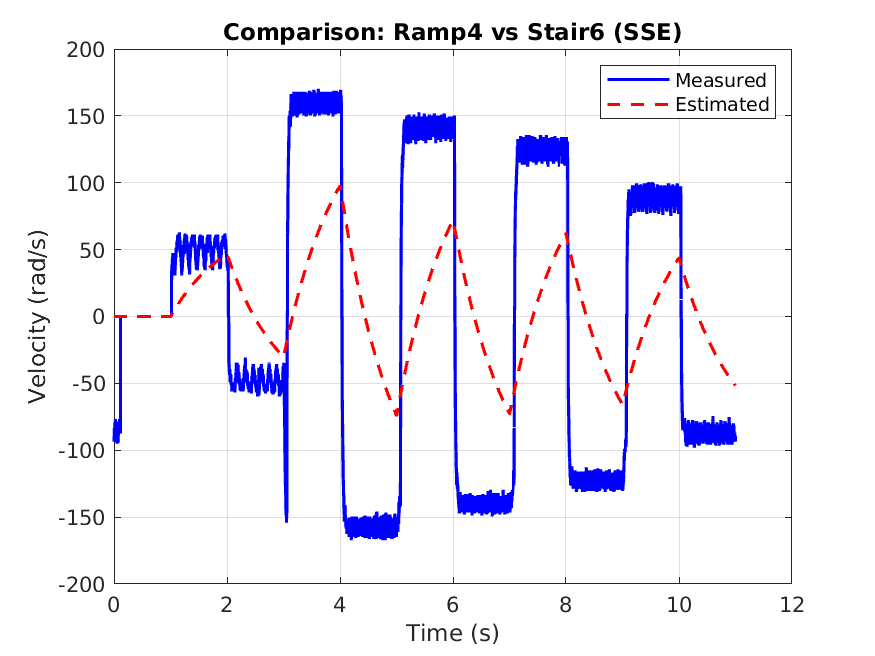 Comparison: Ramp4 vs Stair6 (SSE)
Measured
Estimated
Velocity (rad/s)
200
150
100
50
0
-50
-100
-150
-200
0 2 4 6 8 10 12
Time (s)